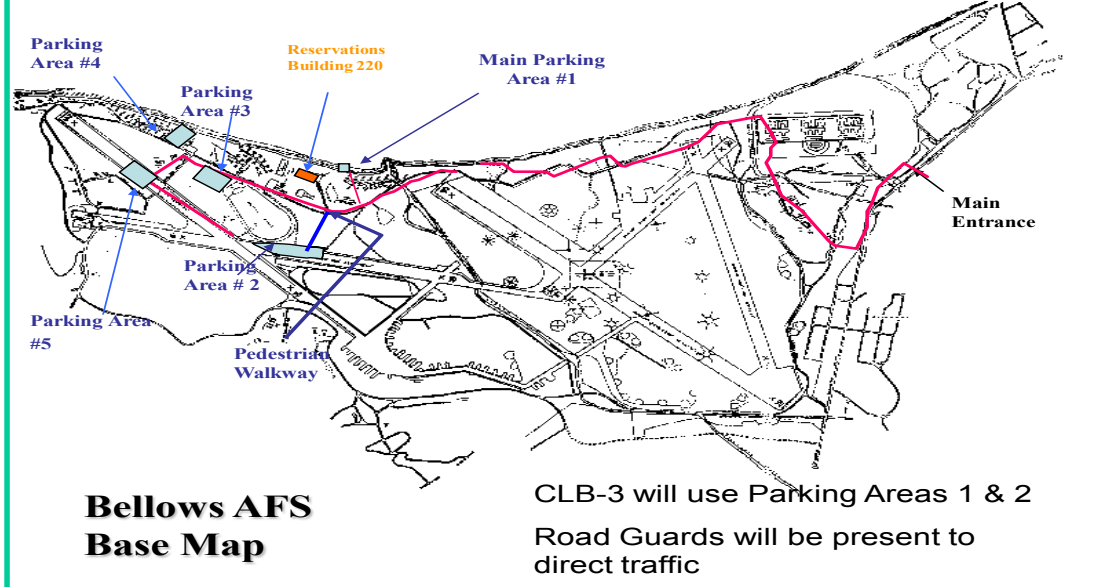 Parking
Area #4
Reservations
Building 220
Main Parking
Area #1
Parking
Area #3
Main
Entrance
Parking
Area # 2
Parking Area
#5
Pedestrian
Walkway
Bellows AFS
Base Map
CLB-3 will use Parking Areas 1 & 2
Road Guards will be present to
direct traffic